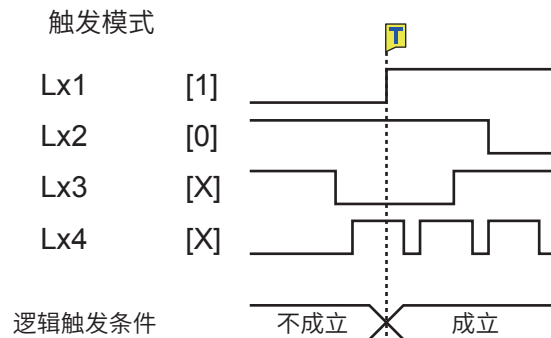 触发模式
T
Lx1 [1]
Lx2 [0]
Lx3 [X]
Lx4 [X]
逻辑触发条件 不成立 成立